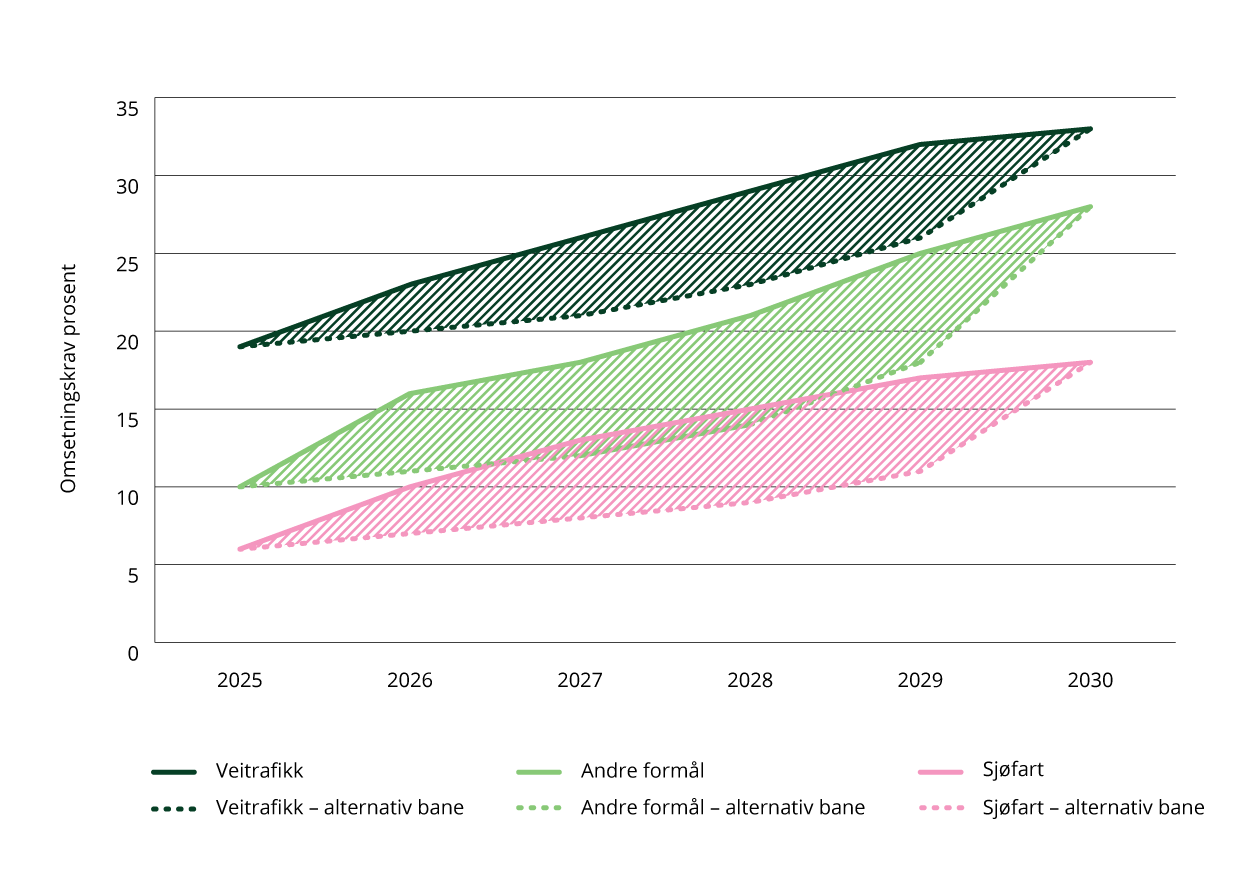 35
30
25
20
15
10
5
0
Omsetningskrav prosent
2025 2026 2027 2028 2029 2030
Veitrafikk Andre formål Sjøfart
Veitrafikk – alternativ bane Andre formål – alternativ bane Sjøfart – alternativ bane